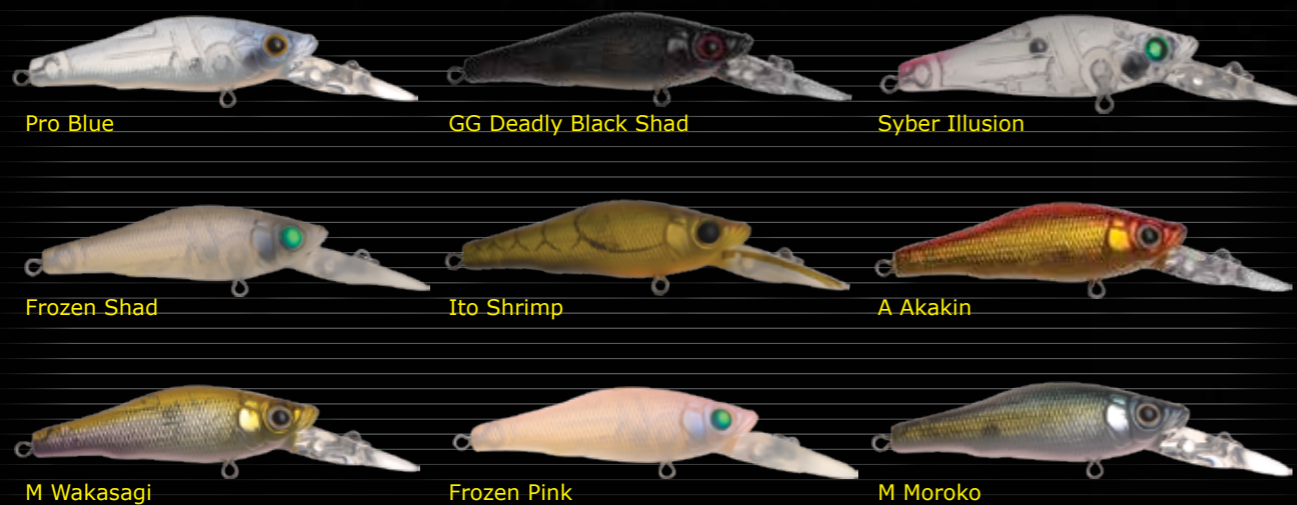 Pro Blue
GG Deadly Black Shad
Syber Illusion
Frozen Shad
Ito Shrimp
A Akakin
M Wakasagi
Frozen Pink
M Moroko